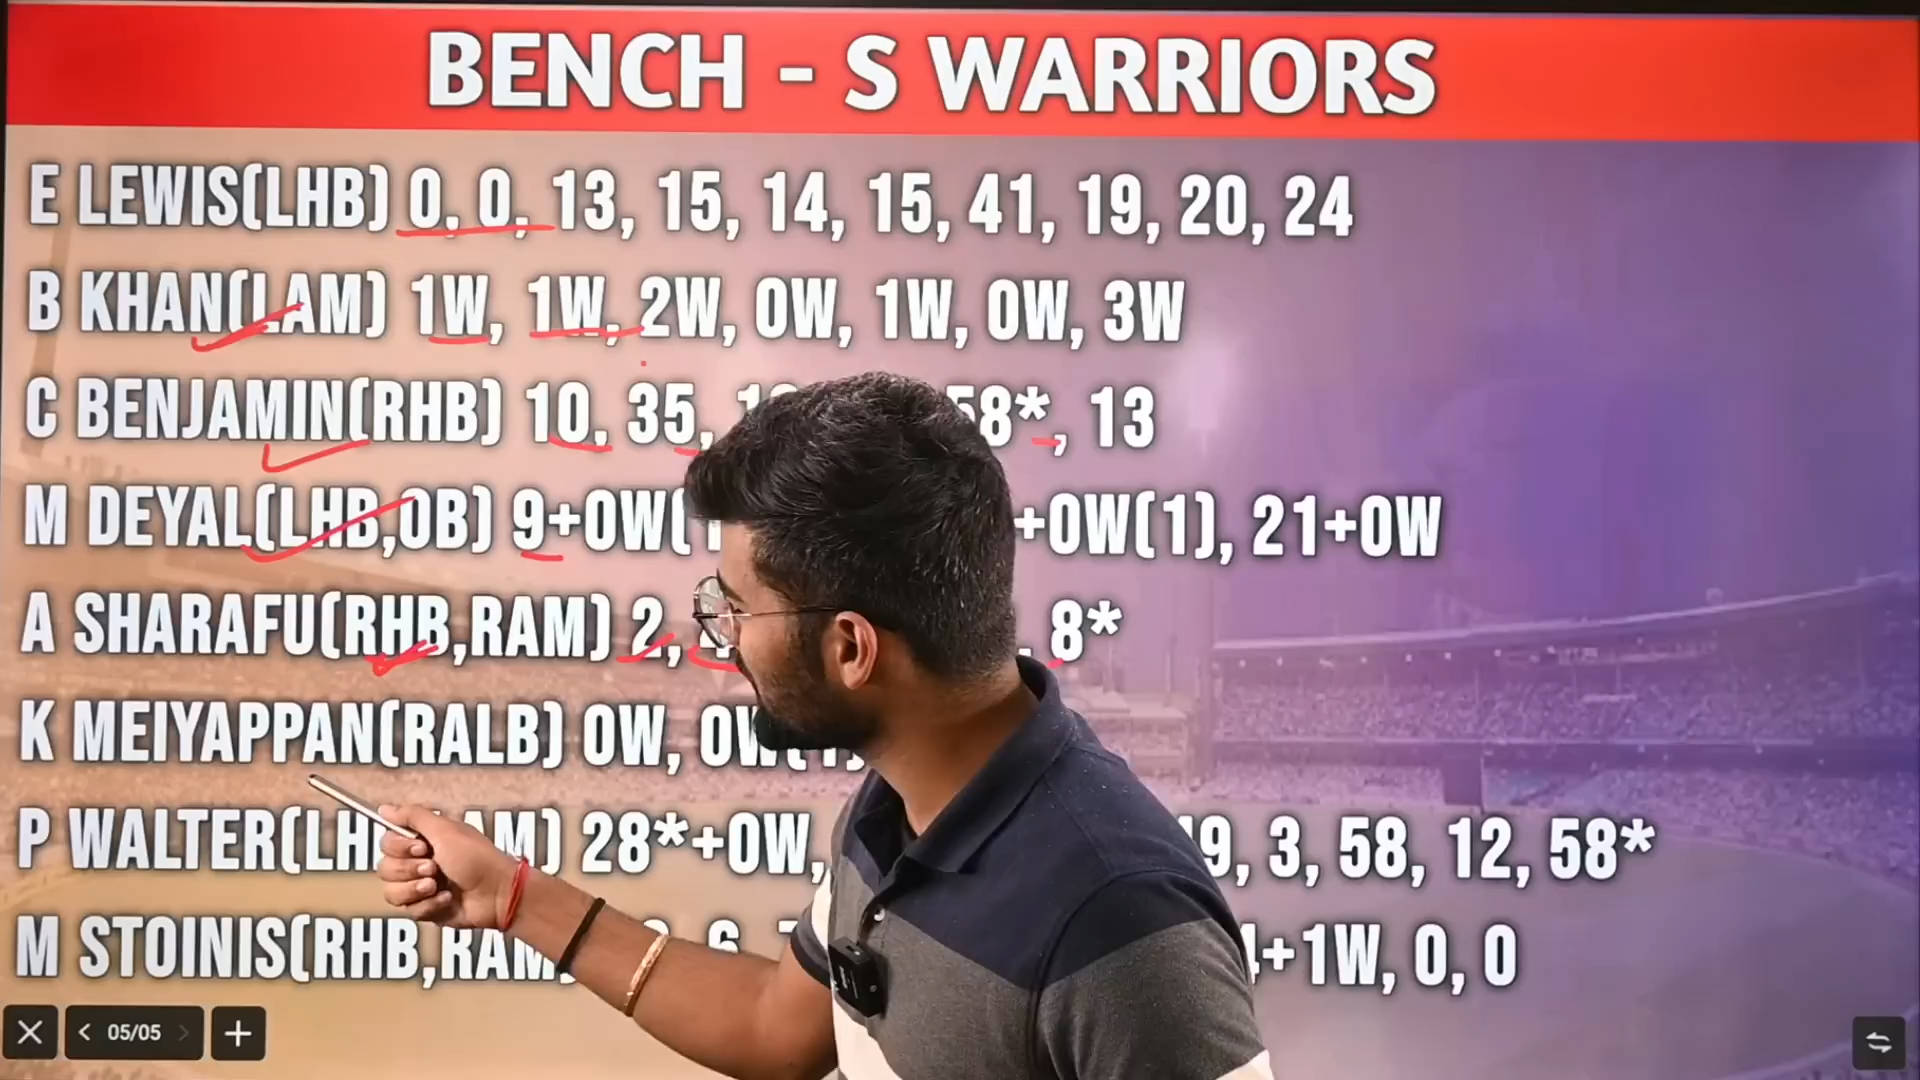 BENCH - S WARRIORS
E LEWIS(LHB) 0, 0, 13, 15, 14, 15, 41, 19, 20, 24
B KHAN(LAM) 1W, 1W, 2W, 0W, 1W, 0W, 3W
C BENJAMIN(RHB) 10, 35, 58*, 13
M DEYAL(LHB,OB) 9+0W( +0W(1), 21+0W
A SHARAFU(RHB,RAM) 2, 8*
K MEIYAPPAN(RALB) 0W,
P WALTER( 28*+0W, 3, 58, 12, 58*
M STOINIS(RHB, 6, +1W, 0, 0
05/05